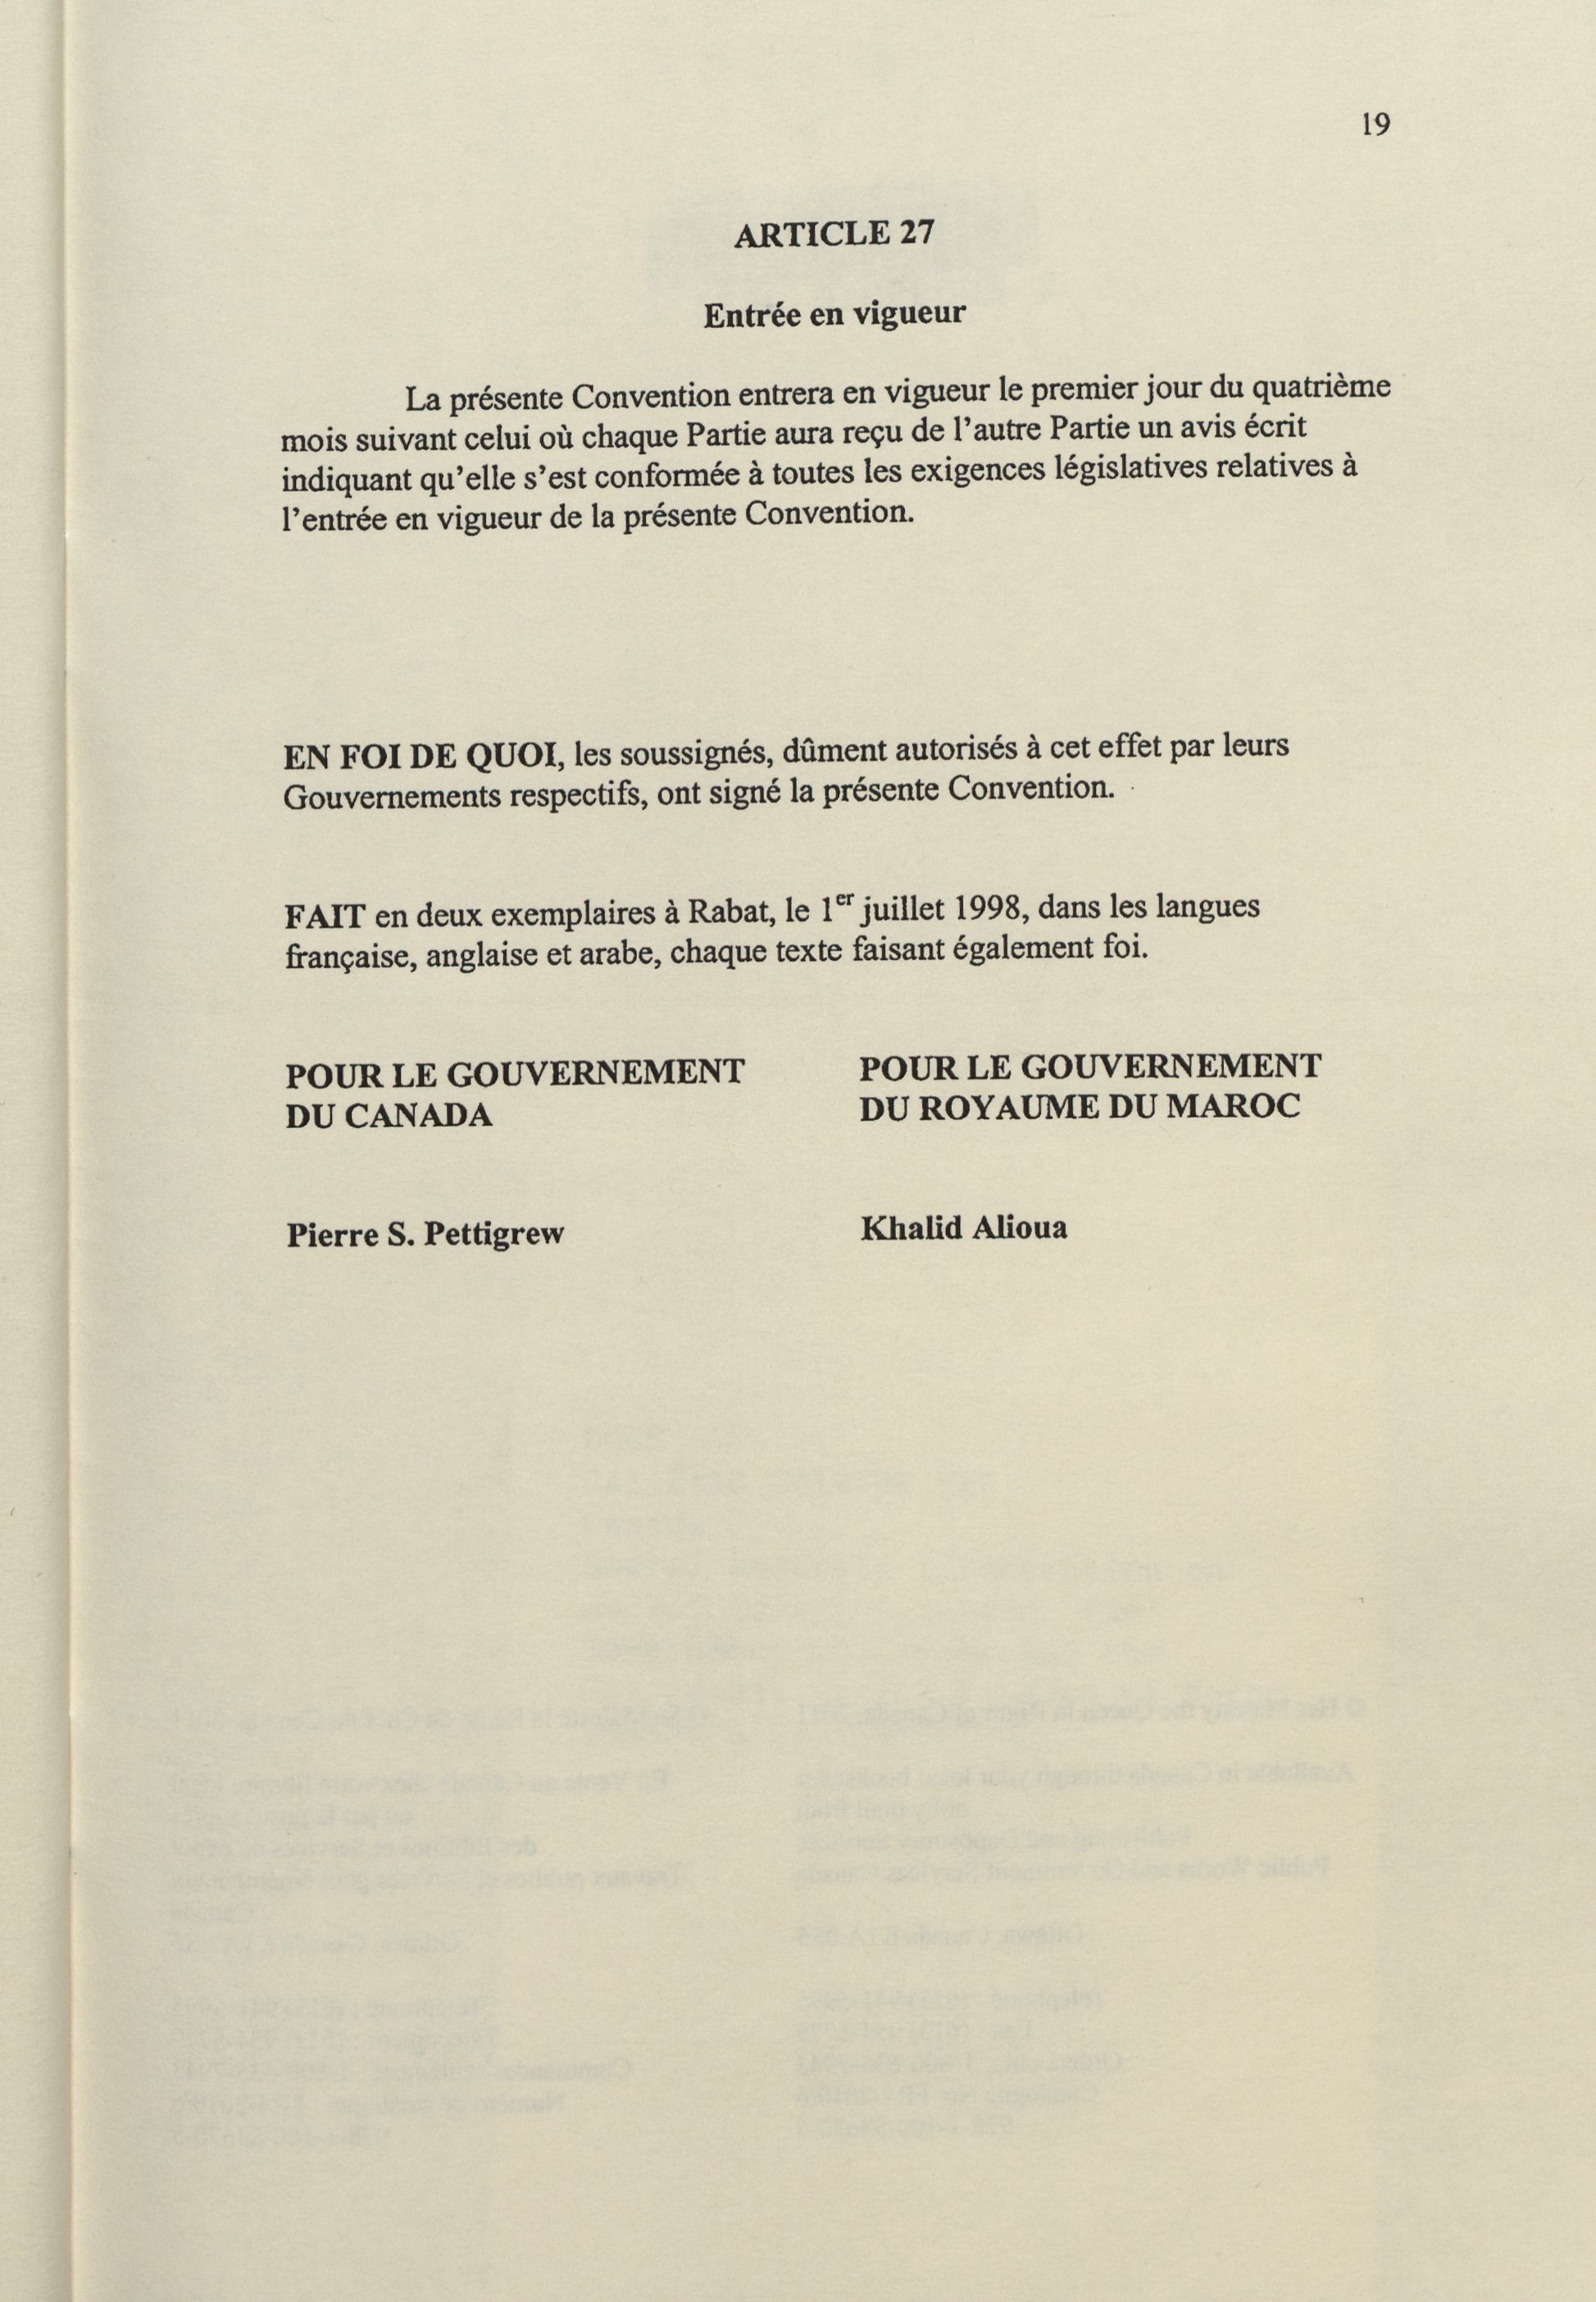 19
ARTICLE 27
Entrée en vigueur
La présente Convention entrera en vigueur le premier jour du quatrième
mois suivant celui où chaque Partie aura reçu de l'autre Partie un avis écrit
indiquant qu'elle s'est conformée à toutes les exigences législatives relatives à
l'entrée en vigueur de la présente Convention.
EN FOI DE QUOI, les soussignés, dûment autorisés à cet effet par leurs
Gouvernements respectifs, ont signé la présente Convention.
FAIT en deux exemplaires à Rabat, le 1er juillet 1998, dans les langues
française, anglaise et arabe, chaque texte faisant également foi.
POUR LE GOUVERNEMENT
DU CANADA
POUR LE GOUVERNEMENT
DU ROYAUME DU MAROC
Pierre S. Pettigrew
Khalid Alioua